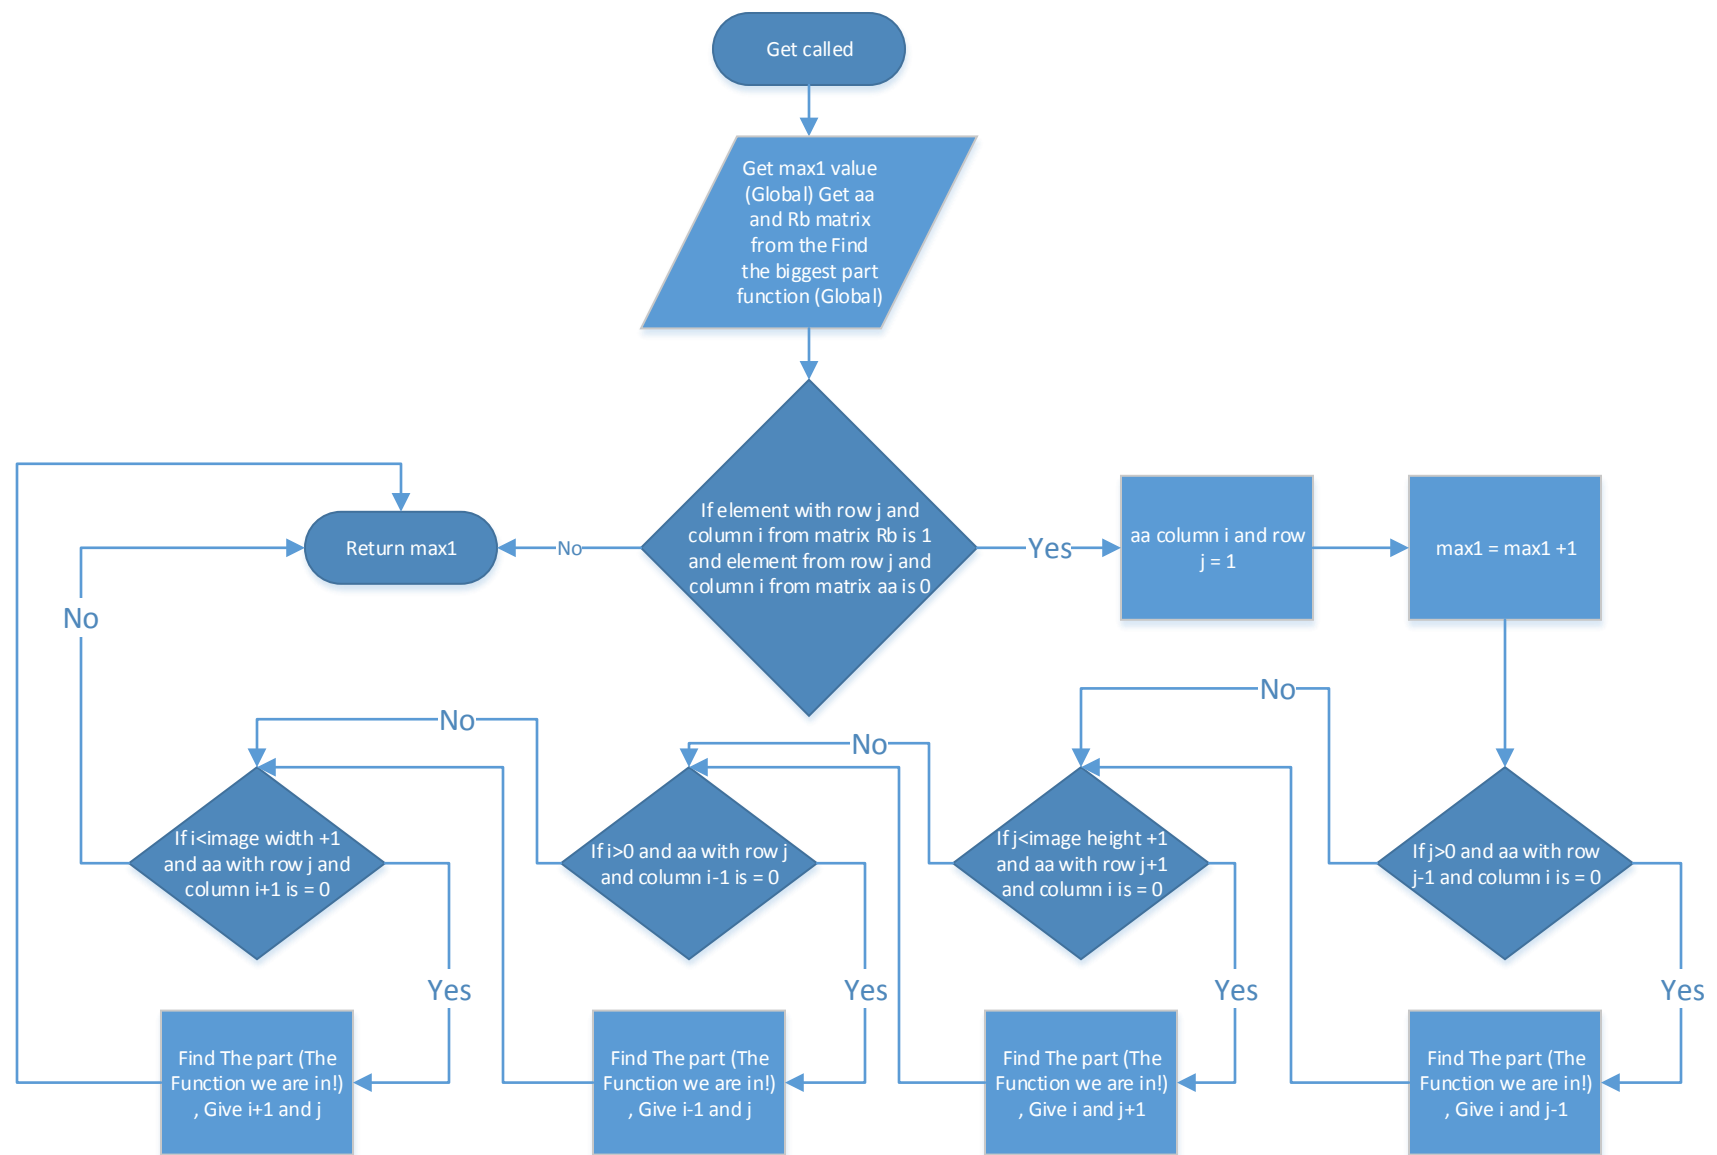 Get called
Get max1 value
(Global) Get aa
and Rb matrix
from the Find
the biggest part
function (Global)
If element with row j and
column i from matrix Rb is 1
and element from row j and
column i from matrix aa is 0
No
Return max1
Yes
aa column i and row
j = 1
max1 = max1 +1
No
No
No
No
If i<image width +1
and aa with row j and
column i+1 is = 0
If i>0 and aa with row j
and column i-1 is = 0
If j<image height +1
and aa with row j+1
and column i is = 0
If j>0 and aa with row
j-1 and column i is = 0
Yes
Yes
Yes
Yes
Find The part (The
Function we are in!)
, Give i+1 and j
Find The part (The
Function we are in!)
, Give i-1 and j
Find The part (The
Function we are in!)
, Give i and j+1
Find The part (The
Function we are in!)
, Give i and j-1